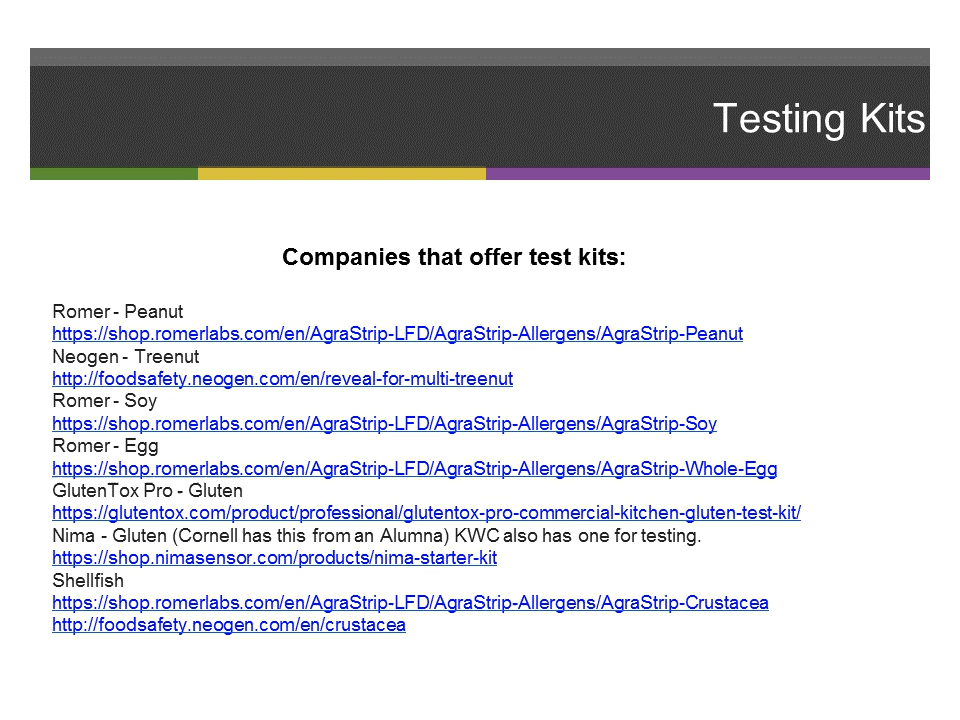 Testing Kits
Companies that offer test kits:
Romer - Peanut
https://shop.romerlabs.com/en/AgraStrip-LFD/AgraStrip-Allergens/AgraStrip-Peanut
Neogen - Treenut
http://foodsafety.neogen.com/en/reveal-for-multi-treenut
Romer - Soy
https://shop.romerlabs.com/en/AgraStrip-LFD/AgraStrip-Allergens/AgraStrip-Soy
Romer - Egg
https://shop.romerlabs.com/en/AgraStrip-LFD/AgraStrip-Allergens/AgraStrip-Whole-Egg
GlutenTox Pro - Gluten
https://glutentox.com/product/professional/glutentox-pro-commercial-kitchen-gluten-test-kit/
Nima - Gluten (Cornell has this from an Alumna) KWC also has one for testing.
https://shop.nimasensor.com/products/nima-starter-kit
Shellfish
https://shop.romerlabs.com/en/AgraStrip-LFD/AgraStrip-Allergens/AgraStrip-Crustacea
http://foodsafety.neogen.com/en/crustacea